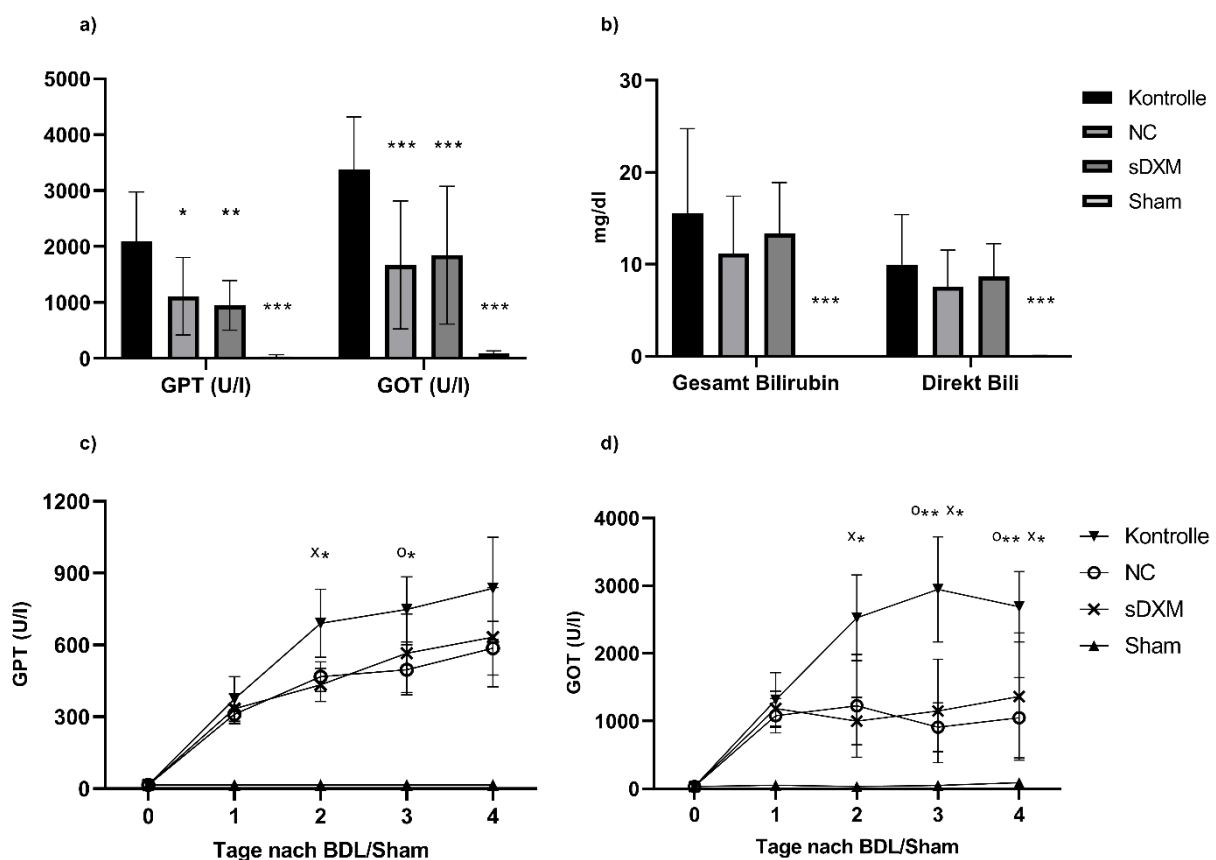 a)
5000
4000
3000
2000
1000
0
* ** ***
*** *** ***
GPT (U/l)
GOT (U/l)
b)
mg/dl
30
20
10
0
***
***
Gesamt Bilirubin
Direkt Bili
Kontrolle
NC
sDXM
Sham
c)
GPT (U/l)
1200
900
600
300
0
x*
o*
0 1 2 3 4
Tage nach BDL/Sham
d)
GOT (U/l)
4000
3000
2000
1000
0
x*
o** x*
o** x*
0 1 2 3 4
Tage nach BDL/Sham
Kontrolle
NC
sDXM
Sham